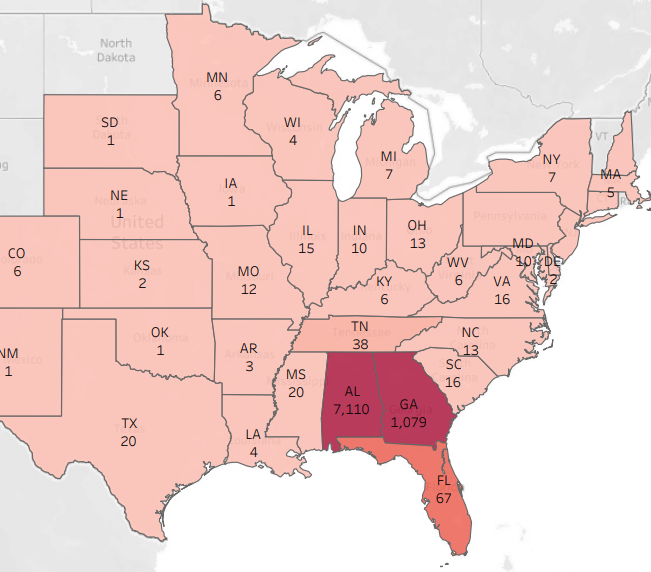 North
Dakota
MN
6
SD
1
WI
4
MI
7
NY
7
VT
MA
5
NE
1
IA
1
United
States
IL
15
IN
10
OH
13
Pennsylvania
MD
10
DE
2
CO
6
KS
2
MO
12
KY
6
WV
6
VA
16
OK
1
AR
3
TN
38
NC
13
SC
16
NM
1
MS
20
AL
7,110
GA
1,079
TX
20
LA
4
FL
67